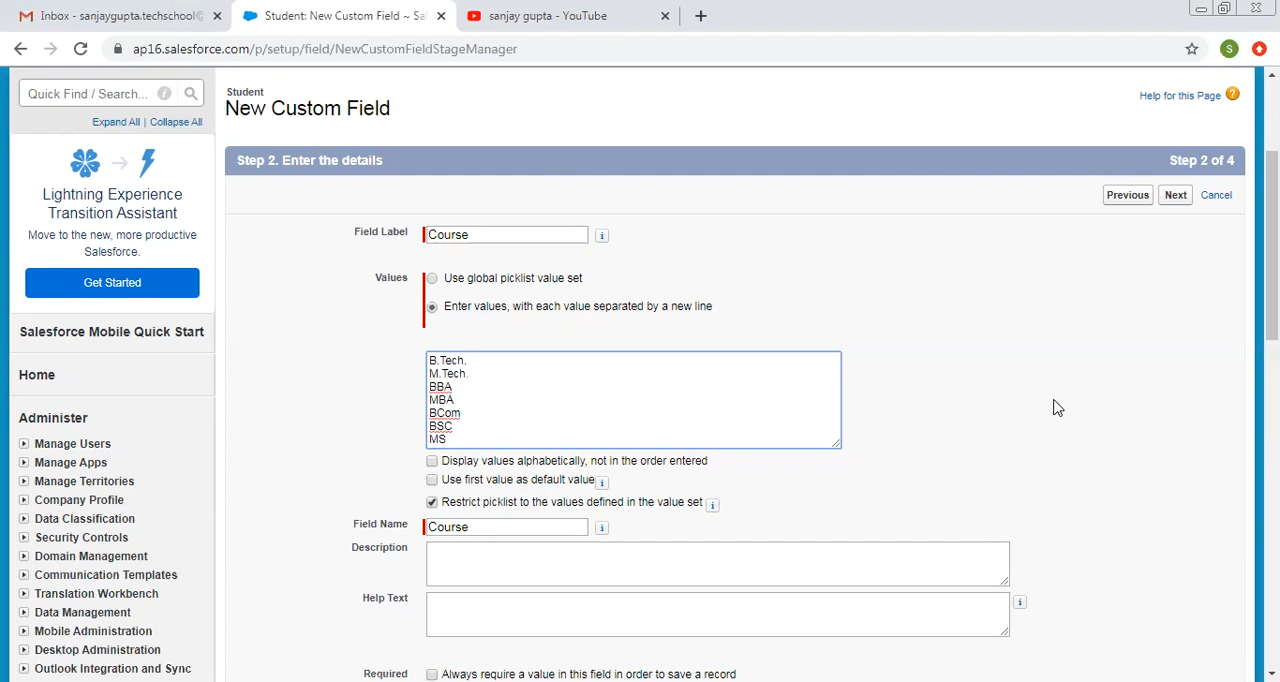 Inbox - sanjaygupta.techschool@
Student: New Custom Field ~ Sal
sanjay gupta - YouTube
ap16.salesforce.com/p/setup/field/NewCustomFieldStageManager
S
Quick Find / Search...
Expand All | Collapse All
Lightning Experience
Transition Assistant
Move to the new, more productive
Salesforce.
Get Started
Salesforce Mobile Quick Start
Home
Administer
Manage Users
Manage Apps
Manage Territories
Company Profile
Data Classification
Security Controls
Domain Management
Communication Templates
Translation Workbench
Data Management
Mobile Administration
Desktop Administration
Outlook Integration and Sync
Student
New Custom Field
Help for this Page
Step 2. Enter the details
Step 2 of 4
Previous Next Cancel
Field Label Course
Values Use global picklist value set
Enter values, with each value separated by a new line
B.Tech.
M.Tech.
BBA
MBA
BCom
BSC
MS
Display values alphabetically, not in the order entered
Use first value as default value
Restrict picklist to the values defined in the value set
Field Name Course
Description
Help Text
Required Always require a value in this field in order to save a record